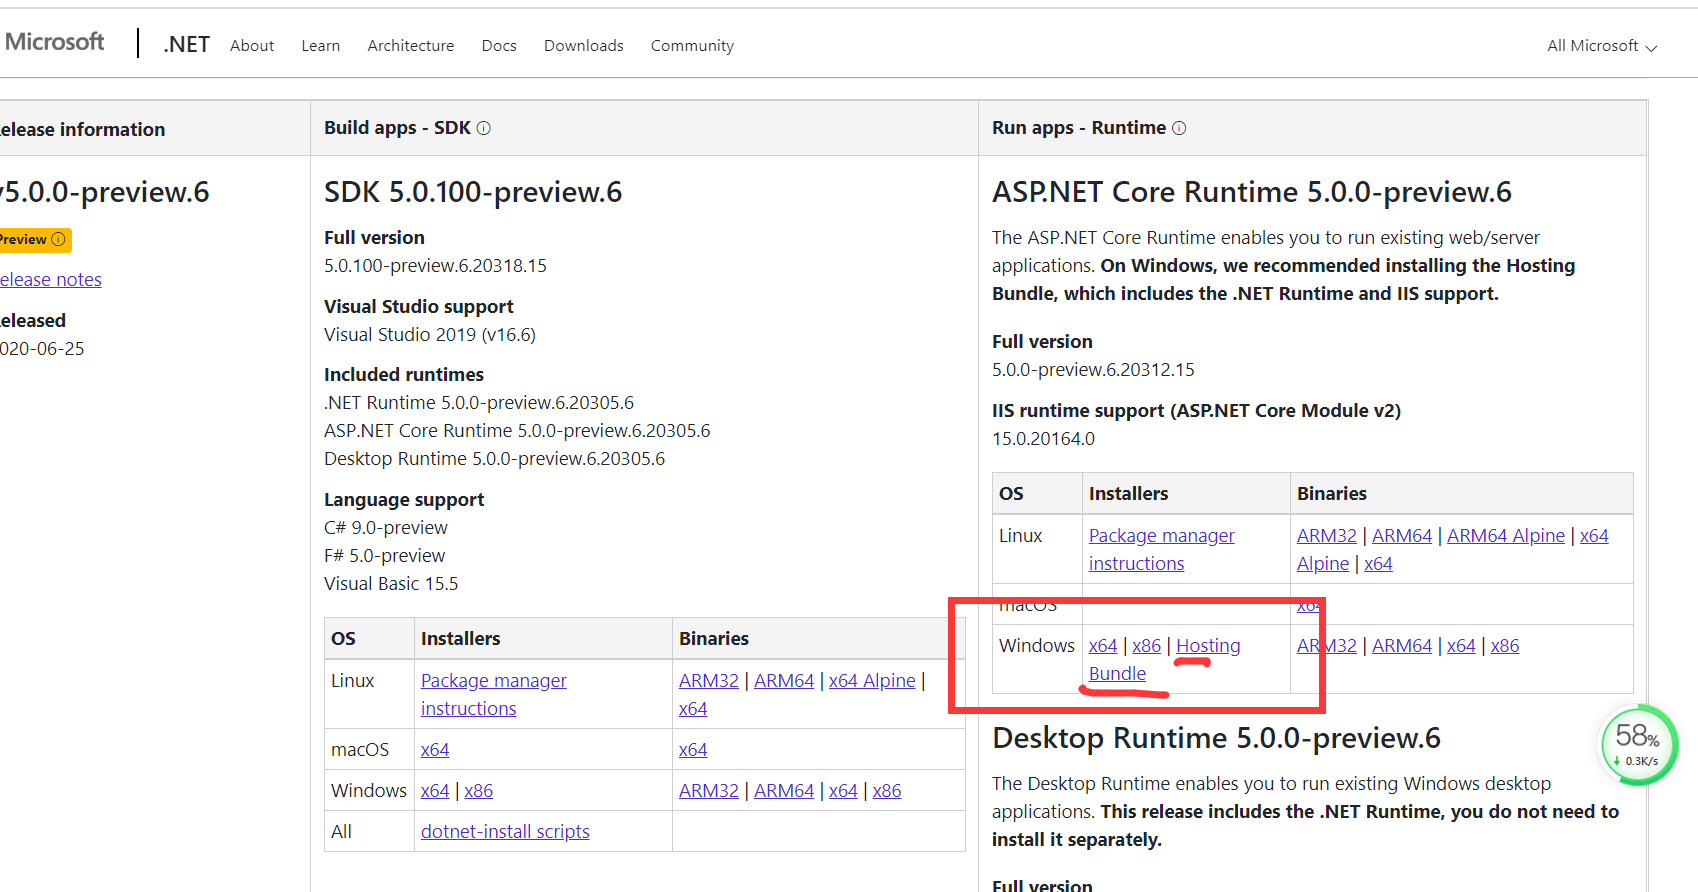 Microsoft .NET About Learn Architecture Docs Downloads Community All Microsoft
elease information
v5.0.0-preview.6
Preview
elease notes
eleased
020-06-25
Build apps - SDK
SDK 5.0.100-preview.6
Full version
5.0.100-preview.6.20318.15
Visual Studio support
Visual Studio 2019 (v16.6)
Included runtimes
.NET Runtime 5.0.0-preview.6.20305.6
ASP.NET Core Runtime 5.0.0-preview.6.20305.6
Desktop Runtime 5.0.0-preview.6.20305.6
Language support
C# 9.0-preview
F# 5.0-preview
Visual Basic 15.5
OS Installers Binaries
Linux Package manager instructions ARM32 | ARM64 | x64 Alpine | x64
macOS x64 x64
Windows x64 | x86 ARM32 | ARM64 | x64 | x86
All dotnet-install scripts
Run apps - Runtime
ASP.NET Core Runtime 5.0.0-preview.6
The ASP.NET Core Runtime enables you to run existing web/server
applications. On Windows, we recommended installing the Hosting
Bundle, which includes the .NET Runtime and IIS support.
Full version
5.0.0-preview.6.20312.15
IIS runtime support (ASP.NET Core Module v2)
15.0.20164.0
OS Installers Binaries
Linux Package manager instructions ARM32 | ARM64 | ARM64 Alpine | x64 Alpine | x64
macOS x64
Windows x64 | x86 | Hosting Bundle ARM32 | ARM64 | x64 | x86
Desktop Runtime 5.0.0-preview.6
The Desktop Runtime enables you to run existing Windows desktop
applications. This release includes the .NET Runtime, you do not need to
install it separately.
Full version
58%
0.3K/s